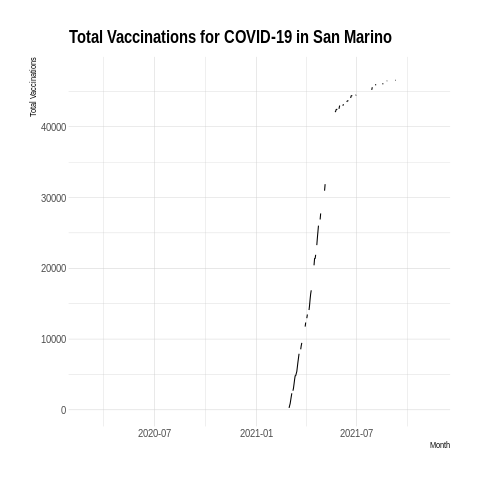 Total Vaccinations for COVID-19 in San Marino
Total Vaccinations
40000
30000
20000
10000
0
2020-07
2021-01
2021-07
Month